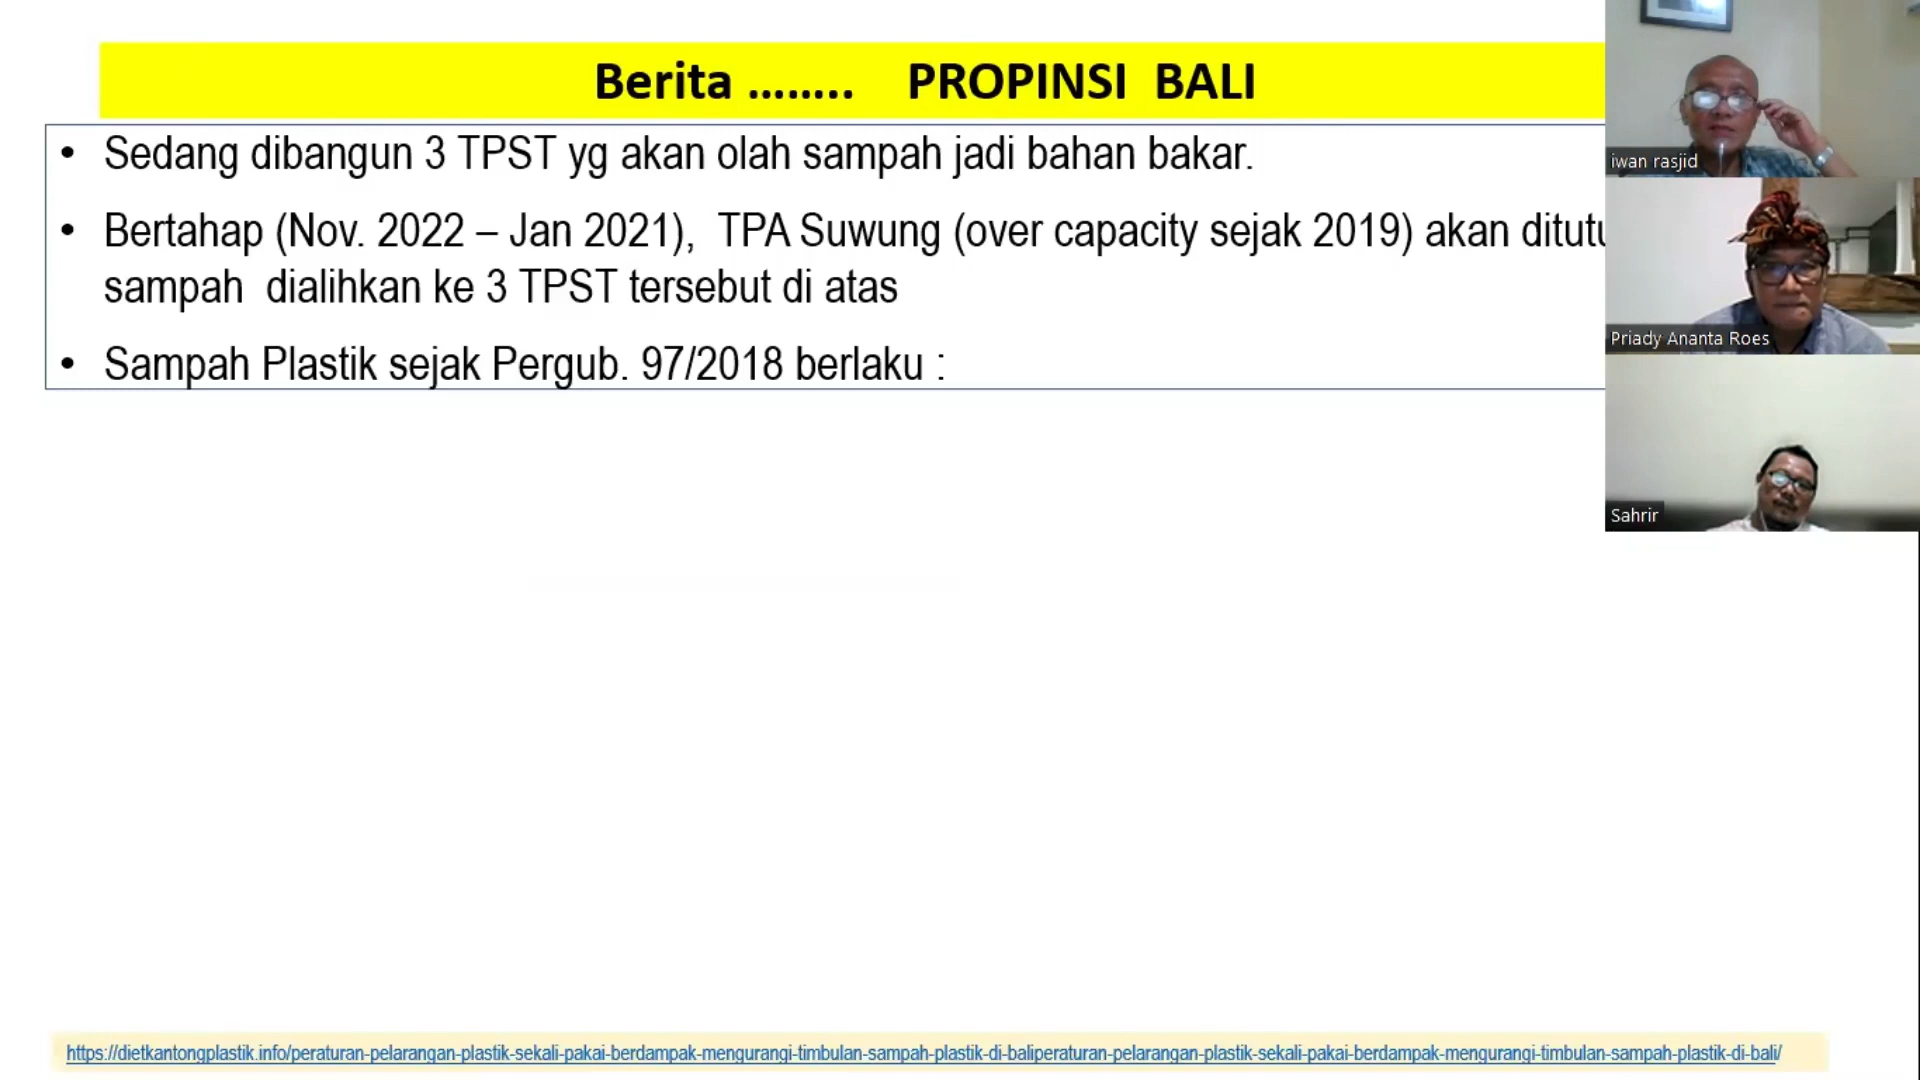 Berita ........ PROPINSI BALI
• Sedang dibangun 3 TPST yg akan olah sampah jadi bahan bakar.
• Bertahap (Nov. 2022 – Jan 2021), TPA Suwung (over capacity sejak 2019) akan ditutu
sampah dialihkan ke 3 TPST tersebut di atas
• Sampah Plastik sejak Pergub. 97/2018 berlaku :
iwan rasjid
Priady Ananta Roes
Sahrir
https://dietkantongplastik.info/peraturan-pelarangan-plastik-sekali-pakai-berdampak-mengurangi-timbulan-sampah-plastik-di-baliperaturan-pelarangan-plastik-sekali-pakai-berdampak-mengurangi-timbulan-sampah-plastik-di-bali/